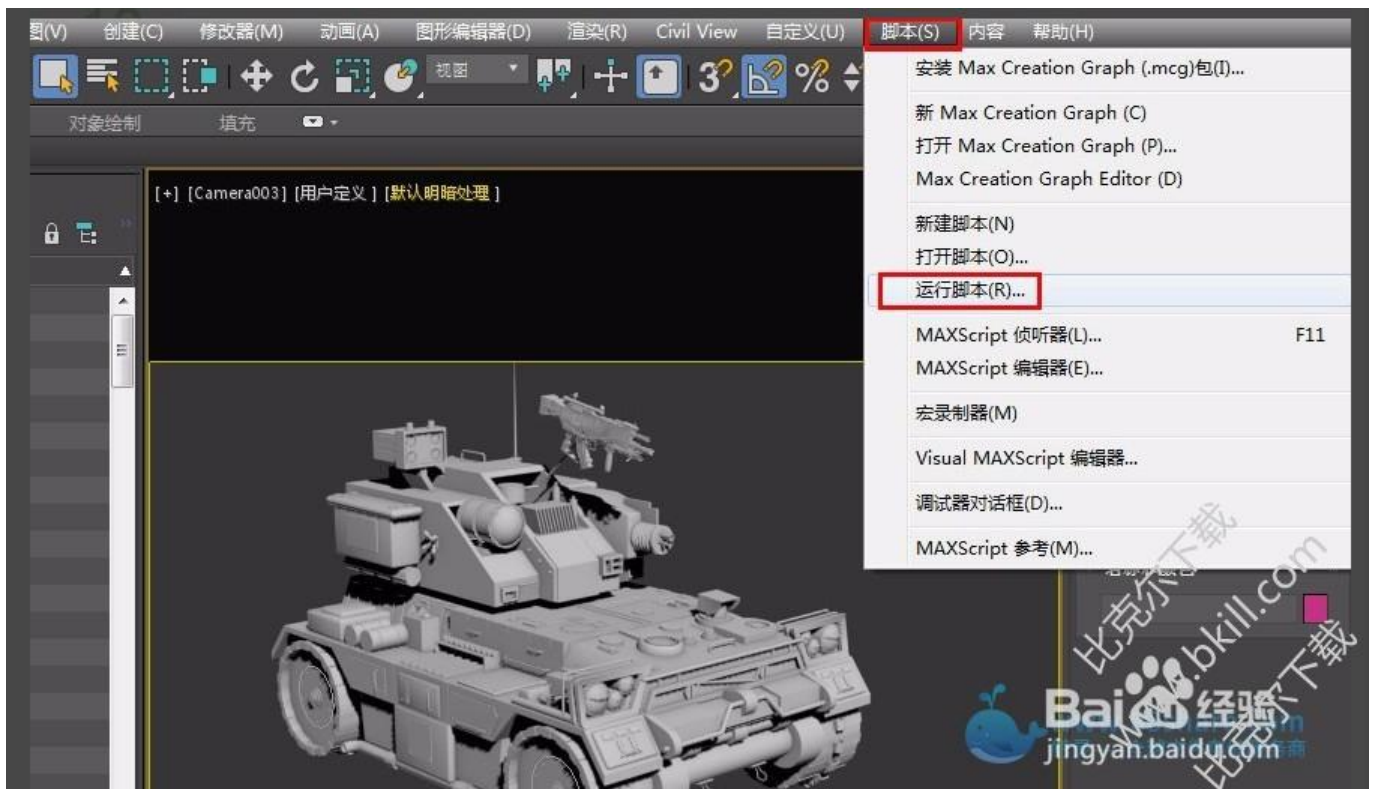 图(V) 创建(C) 修改器(M) 动画(A) 图形编辑器(D) 渲染(R) Civil View 自定义(U) 脚本(S) 内容 帮助(H)
视图
对象绘制 填充
[+] [Camera003] [用户定义 ] [默认明暗处理 ]
安装 Max Creation Graph (.mcg)包(I)...
新 Max Creation Graph (C)
打开 Max Creation Graph (P)...
Max Creation Graph Editor (D)
新建脚本(N)
打开脚本(O)...
运行脚本(R)...
MAXScript 侦听器(L)... F11
MAXScript 编辑器(E)...
宏录制器(M)
Visual MAXScript 编辑器...
调试器对话框(D)...
MAXScript 参考(M)...
比克尔下载
www.bkill.com
比克尔下载
Bai 经验
jingyan.baidu.com